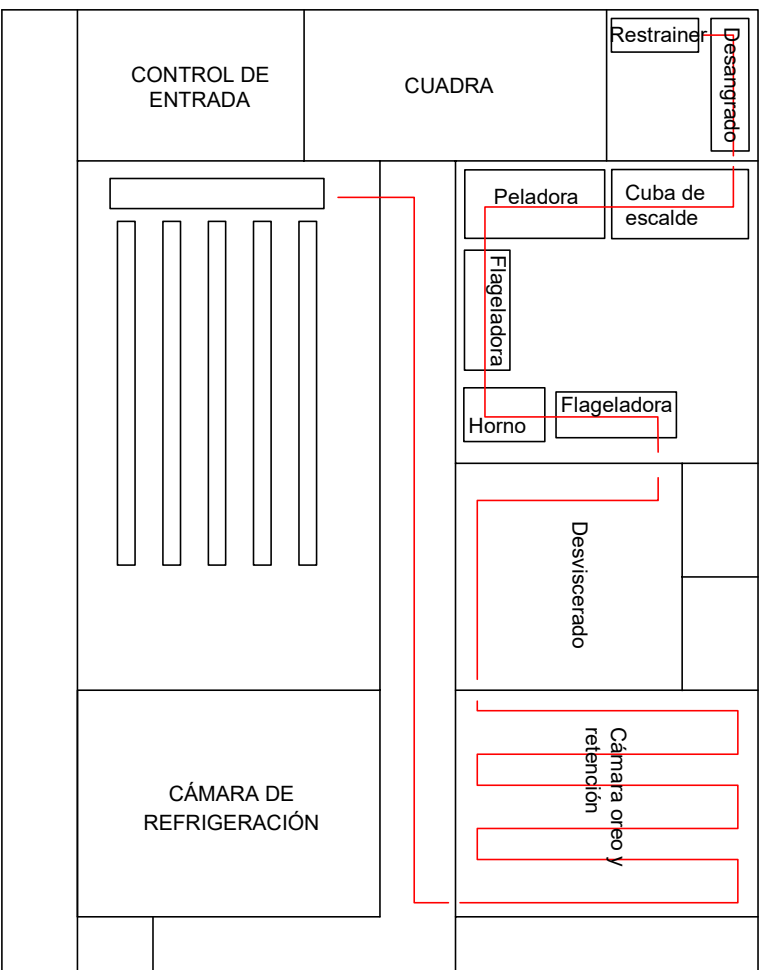 CONTROL DE
ENTRADA
CUADRA
Restrainer
Desangrado
Peladora
Cuba de
escalde
Flageladora
Horno
Flageladora
Desviscerado
CÁMARA DE
REFRIGERACIÓN
Cámara oreo y
retención